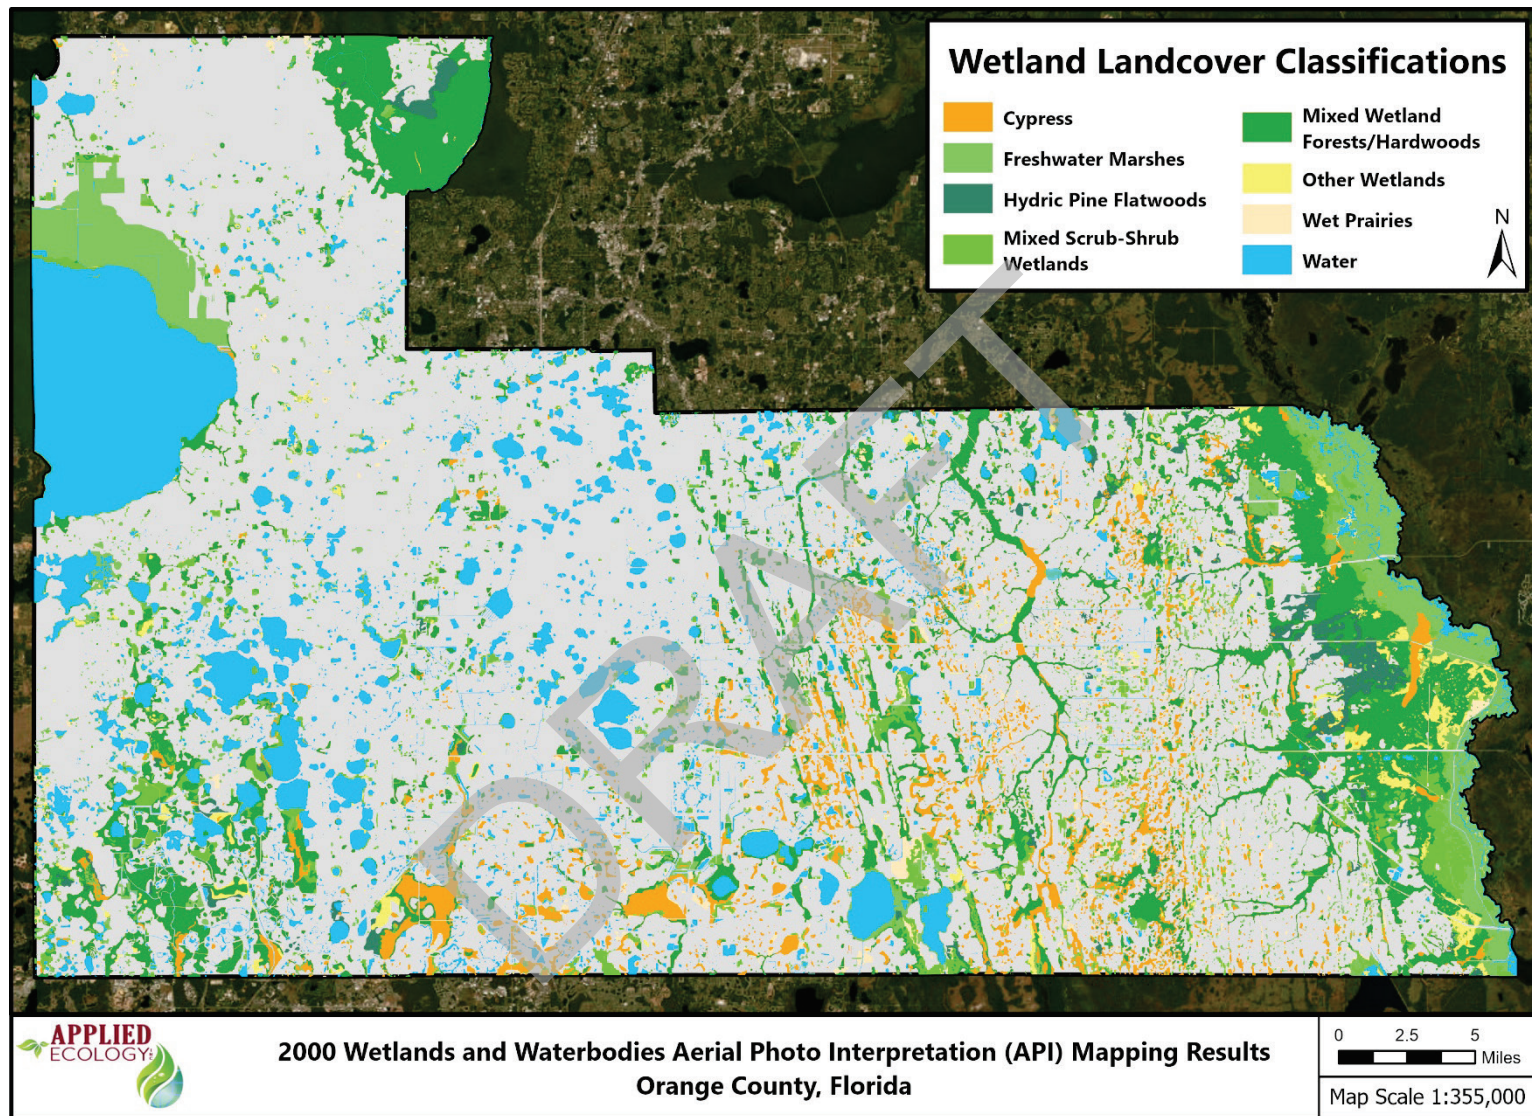 Wetland Landcover Classifications
Cypress
Freshwater Marshes
Hydric Pine Flatwoods
Mixed Scrub-Shrub
Wetlands
Mixed Wetland
Forests/Hardwoods
Other Wetlands
Wet Prairies
Water
N
DRAFT
APPLIED
ECOLOGY
2000 Wetlands and Waterbodies Aerial Photo Interpretation (API) Mapping Results
Orange County, Florida
0 2.5 5
Miles
Map Scale 1:355,000